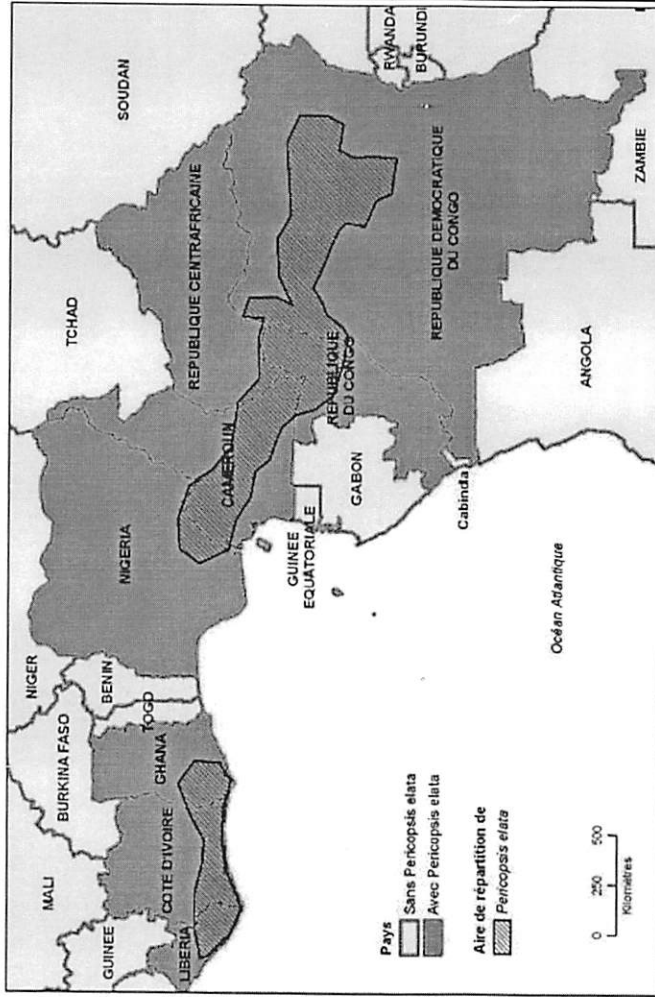 MALI
NIGER
TCHAD
SOUDAN
BURKINA FASO
GUINEE
BENIN
NIGERIA
REPUBLIQUE CENTRAFRICAINE
COTE D'IVOIRE
GHANA
TOGO
LIBERIA
CAMEROUN
RWANDA
BURUNDI
GUINEE
EQUATORIALE
GABON
REPUBLIQUE
DU CONGO
REPUBLIQUE DEMOCRATIQUE
DU CONGO
Cabinda
ANGOLA
ZAMBIE
Océan Atlantique
Pays
Sans Pericopsis elata
Avec Pericopsis elata
Aire de répartition de
Pericopsis elata
0 250 500
Kilomètres